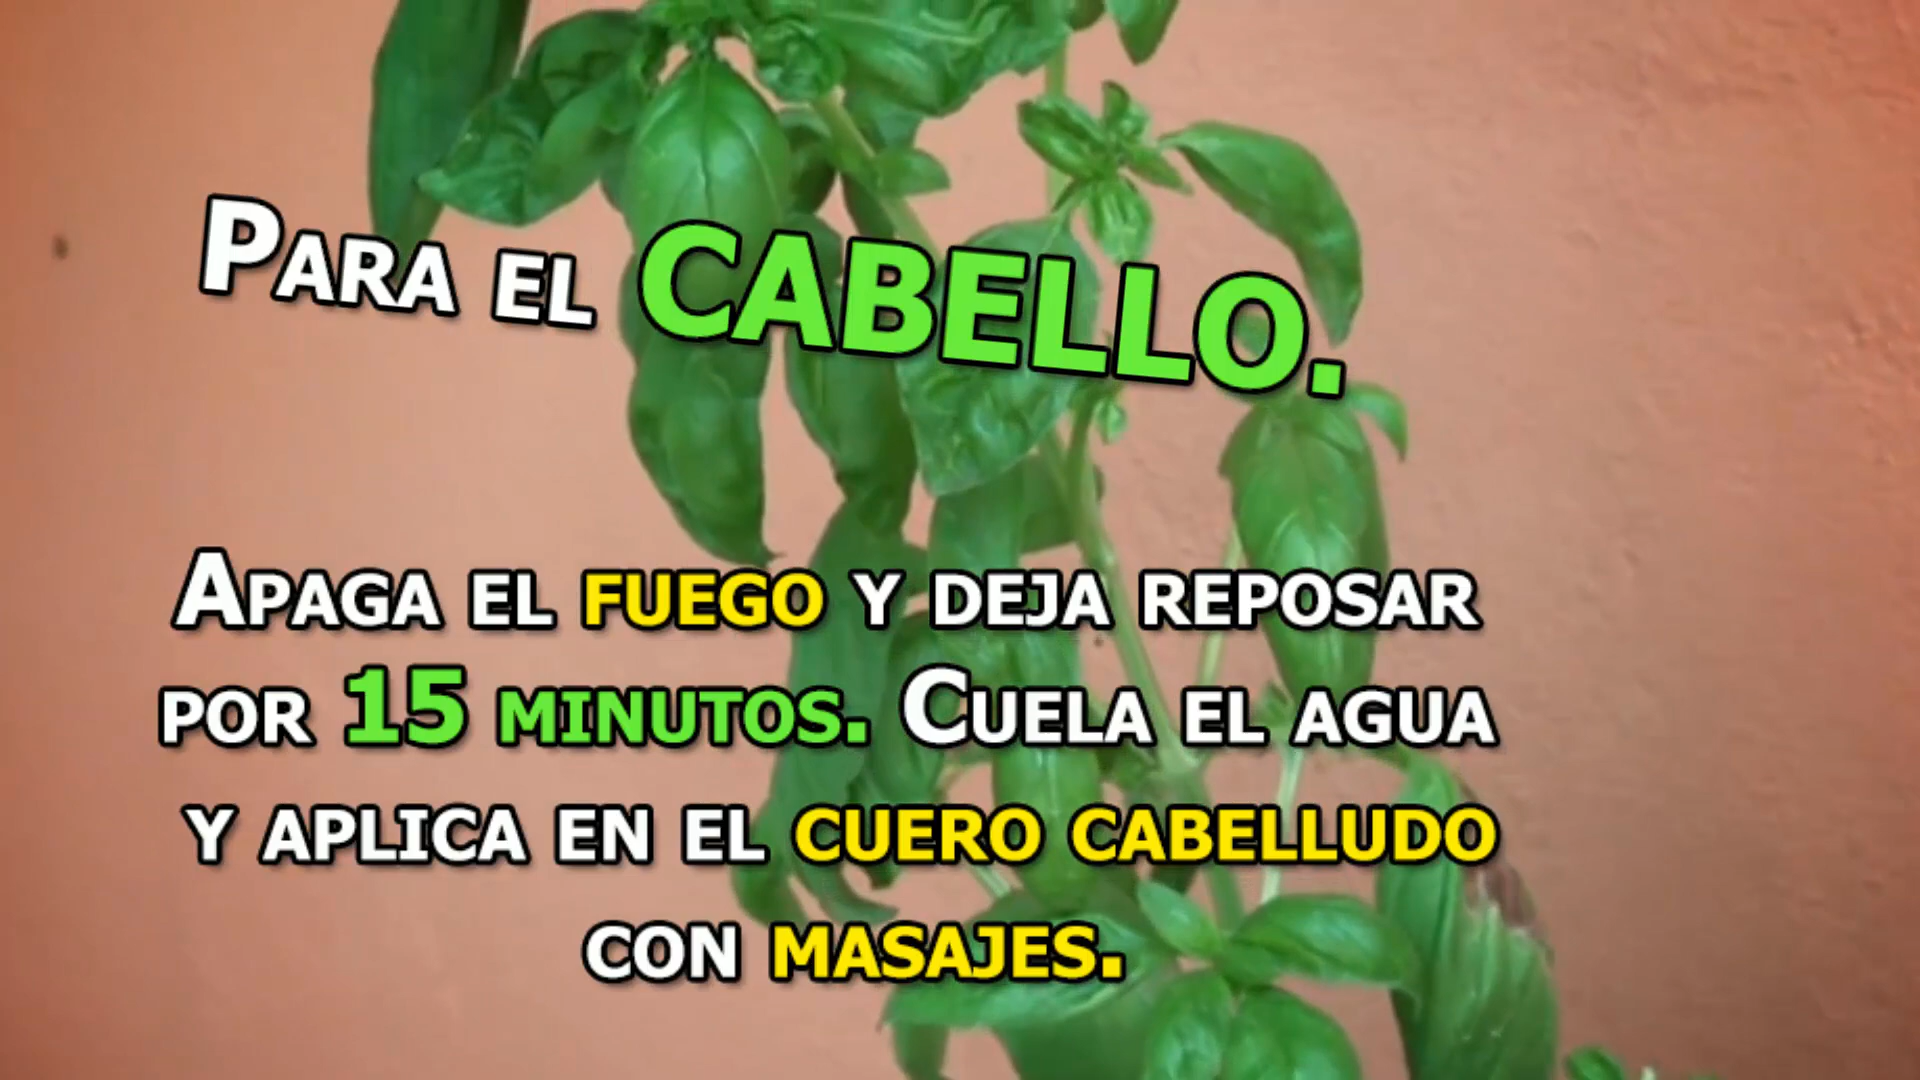 Para el CABELLO.
Apaga el fuego y deja reposar
por 15 minutos. Cuela el agua
y aplica en el cuero cabelludo
con masajes.